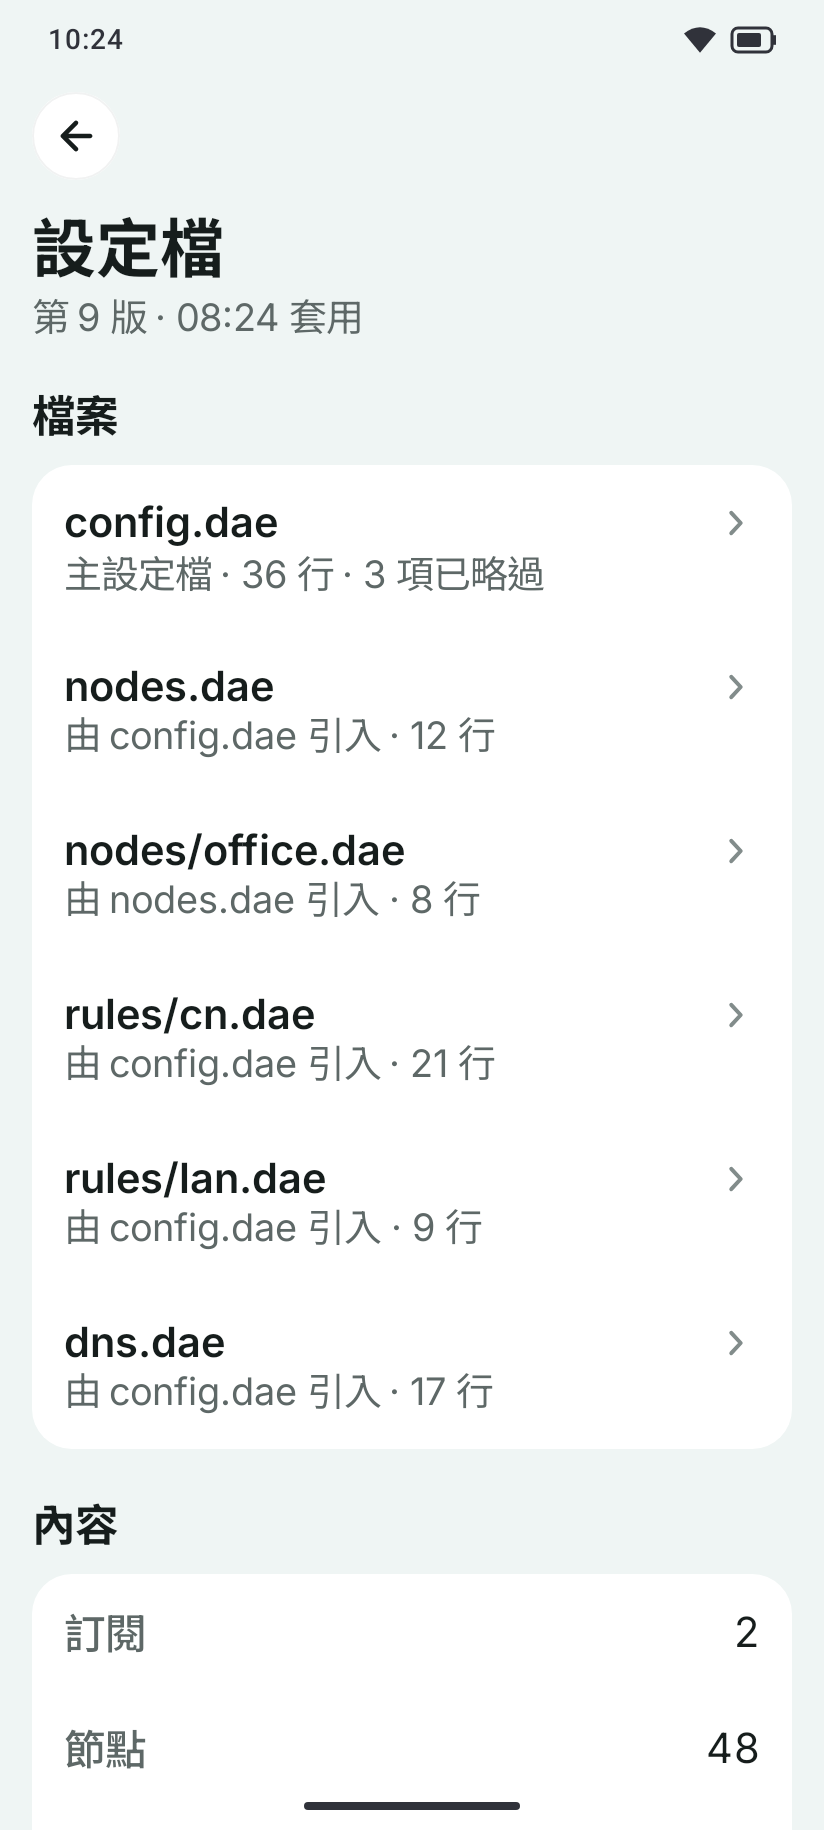 10:24
設定檔
第 9 版 · 08:24 套用
檔案
config.dae
主設定檔 · 36 行 · 3 項已略過
nodes.dae
由 config.dae 引入 · 12 行
nodes/office.dae
由 nodes.dae 引入 · 8 行
rules/cn.dae
由 config.dae 引入 · 21 行
rules/lan.dae
由 config.dae 引入 · 9 行
dns.dae
由 config.dae 引入 · 17 行
內容
訂閱 2
節點 48